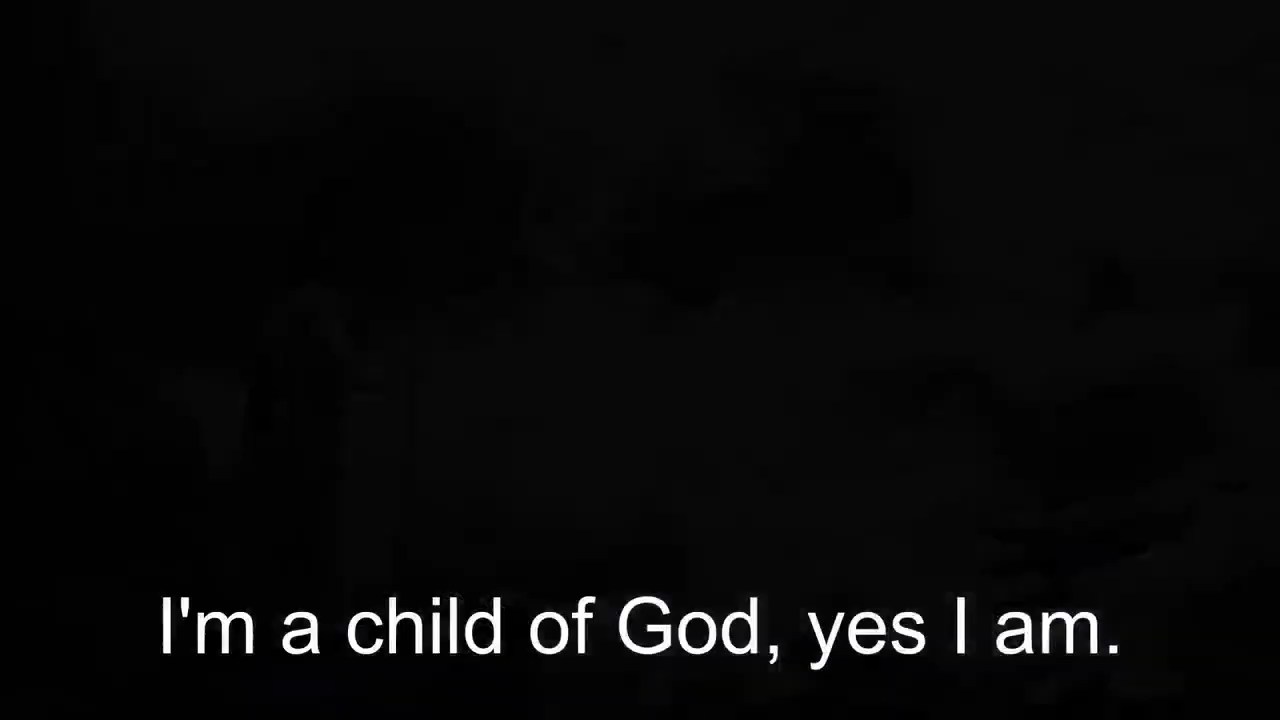 I'm a child of God, yes I am.